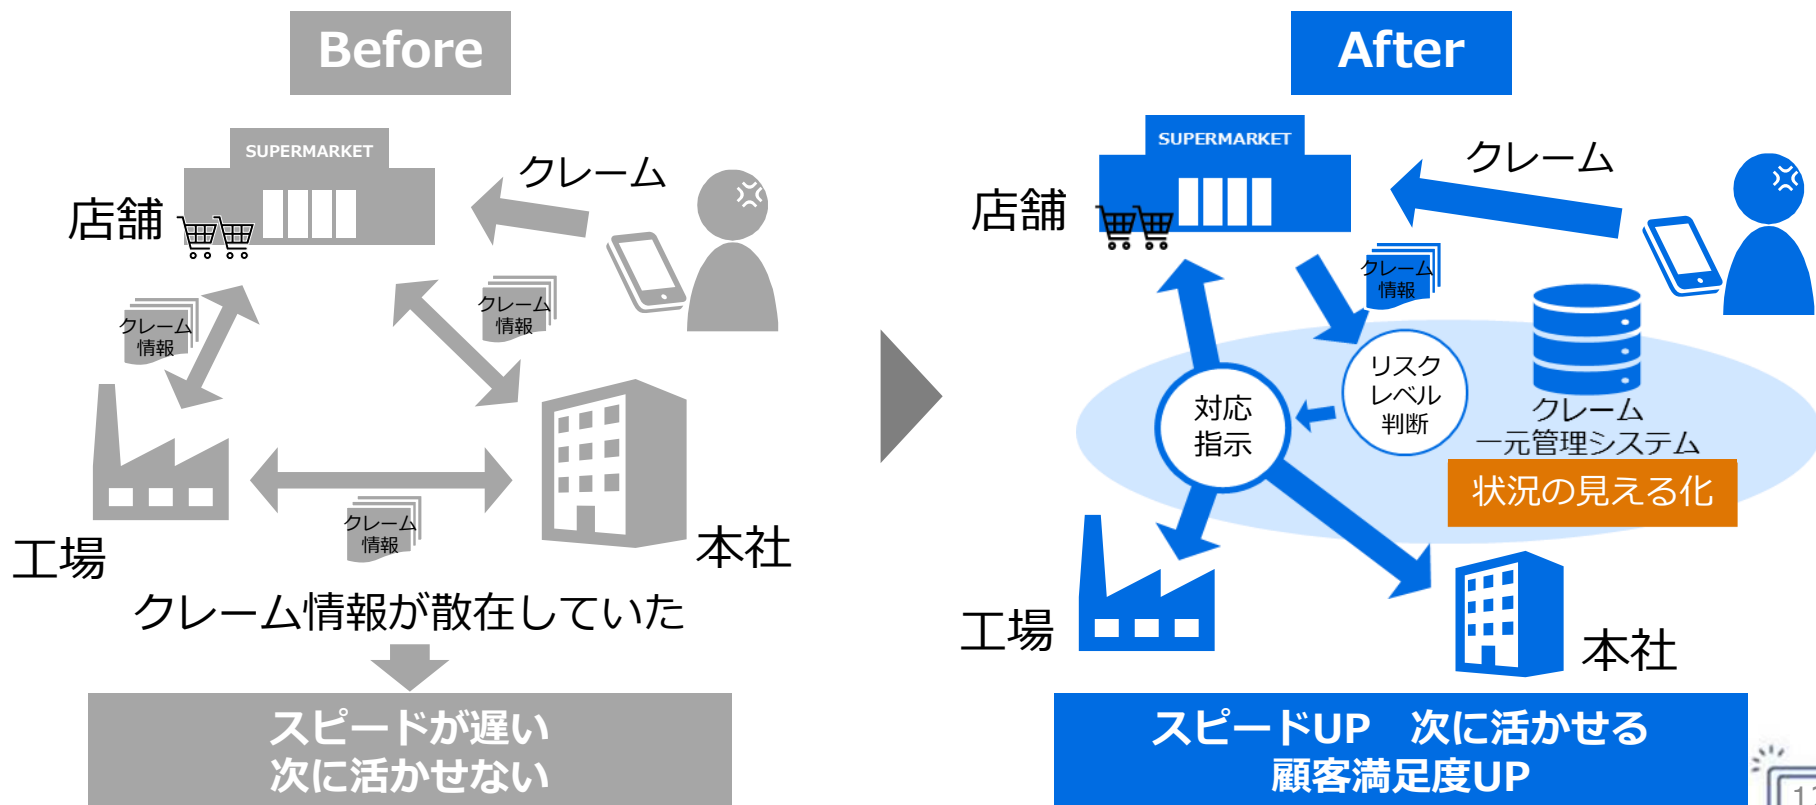 Before
SUPERMARKET
クレーム
店舗
クレーム
情報
クレーム
情報
クレーム
情報
工場
本社
クレーム情報が散在していた
スピードが遅い
次に活かせない
After
SUPERMARKET
クレーム
店舗
クレーム
情報
リスク
レベル
判断
対応
指示
クレーム
一元管理システム
状況の見える化
工場
本社
スピードUP　次に活かせる
顧客満足度UP